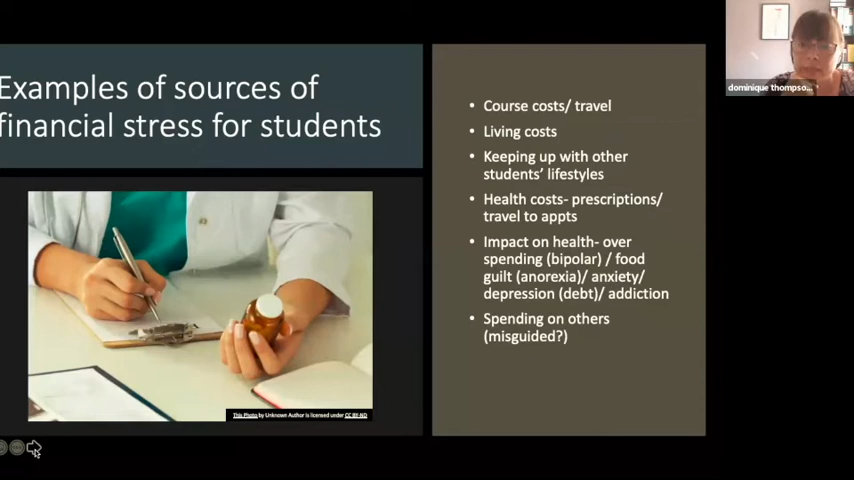 Examples of sources of
financial stress for students
• Course costs/ travel
• Living costs
• Keeping up with other
students' lifestyles
• Health costs- prescriptions/
travel to appts
• Impact on health- over
spending (bipolar) / food
guilt (anorexia)/ anxiety/
depression (debt)/ addiction
• Spending on others
(misguided?)
This Photo by Unknown Author is licensed under CC BY-ND
dominique thompso...